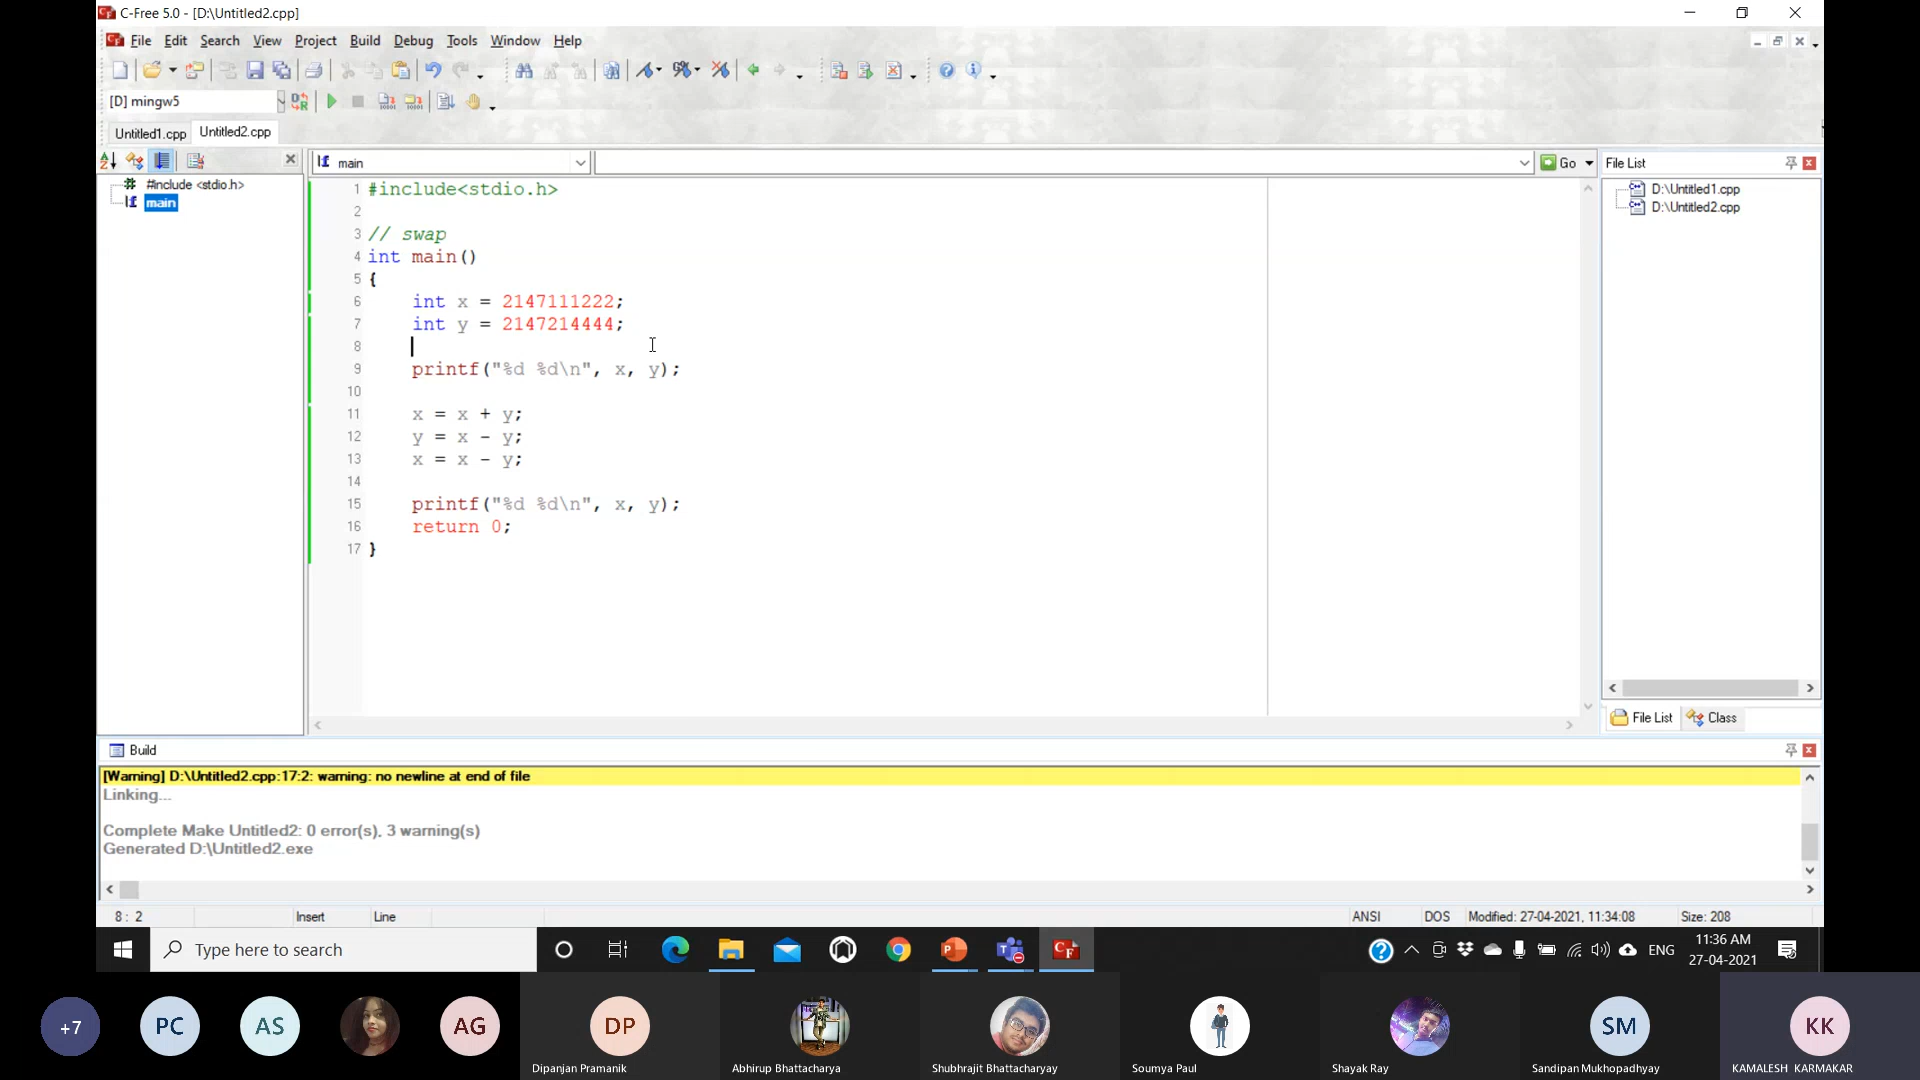 C-Free 5.0 - [D:\Untitled2.cpp]
File Edit Search View Project Build Debug Tools Window Help
[D] mingw5
Untitled1.cpp Untitled2.cpp
main Go File List
#include <stdio.h>
main
D:\Untitled1.cpp
D:\Untitled2.cpp
1 #include<stdio.h>
2
3 // swap
4 int main()
5 {
6 int x = 2147111222;
7 int y = 2147214444;
8
9 printf("%d %d\n", x, y);
10
11 x = x + y;
12 y = x - y;
13 x = x - y;
14
15 printf("%d %d\n", x, y);
16 return 0;
17 }
File List Class
Build
[Warning] D:\Untitled2.cpp:17:2: warning: no newline at end of file
Linking...
Complete Make Untitled2: 0 error(s), 3 warning(s)
Generated D:\Untitled2.exe
8 : 2 Insert Line ANSI DOS Modified: 27-04-2021, 11:34:08 Size: 208
Type here to search ENG 11:36 AM
27-04-2021
+7 PC AS AG DP SM KK
Dipanjan Pramanik Abhirup Bhattacharya Shubhrajit Bhattacharyay Soumya Paul Shayak Ray Sandipan Mukhopadhyay KAMALESH KARMAKAR